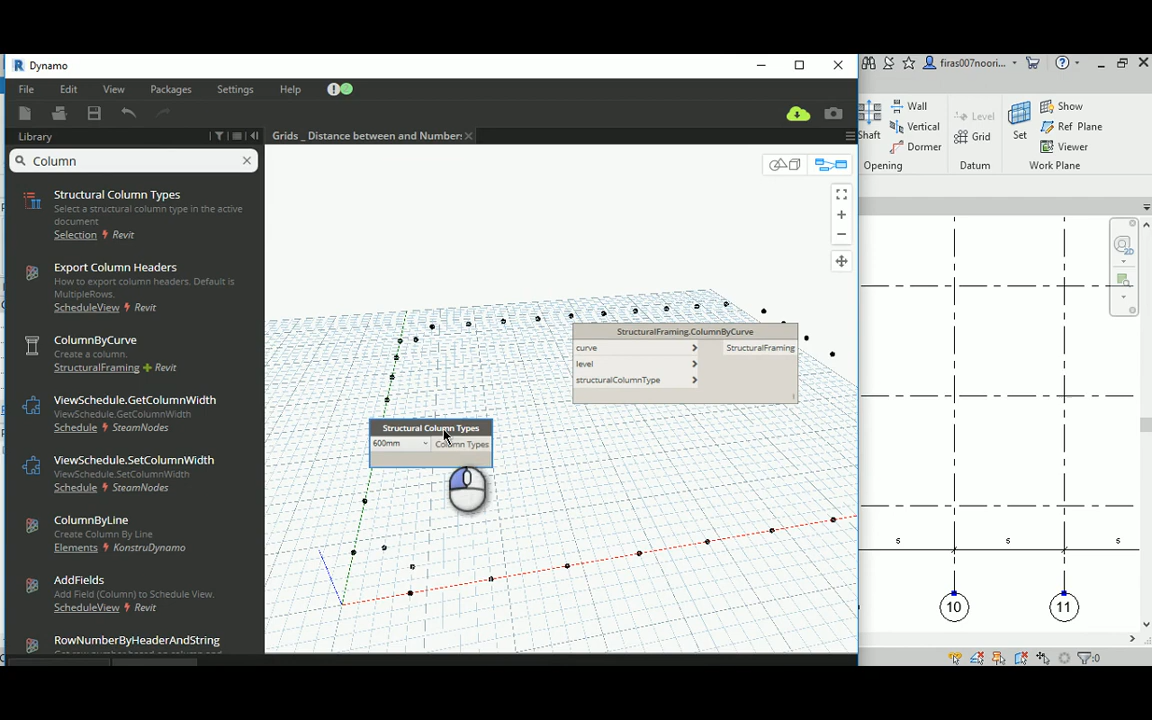 Dynamo
File Edit View Packages Settings Help
Library
Grids _ Distance between and Number:
Column
Structural Column Types
Select a structural column type in the active
document
Selection Revit
Export Column Headers
How to export column headers. Default is
MultipleRows.
ScheduleView Revit
ColumnByCurve
Create a column.
StructuralFraming Revit
ViewSchedule.GetColumnWidth
ViewSchedule.GetColumnWidth
Schedule SteamNodes
ViewSchedule.SetColumnWidth
ViewSchedule.SetColumnWidth
Schedule SteamNodes
ColumnByLine
Create Column By Line
Elements KonstruDynamo
AddFields
Add Field (Column) to Schedule View.
ScheduleView Revit
RowNumberByHeaderAndString
StructuralFraming.ColumnByCurve
curve StructuralFraming
level
structuralColumnType
Structural Column Types
600mm Column Types
firas007noori...
Wall
Vertical
Dormer
haft
Opening
Level
Grid
Datum
Set
Show
Ref Plane
Viewer
Work Plane
2D
s s s
10 11
:0